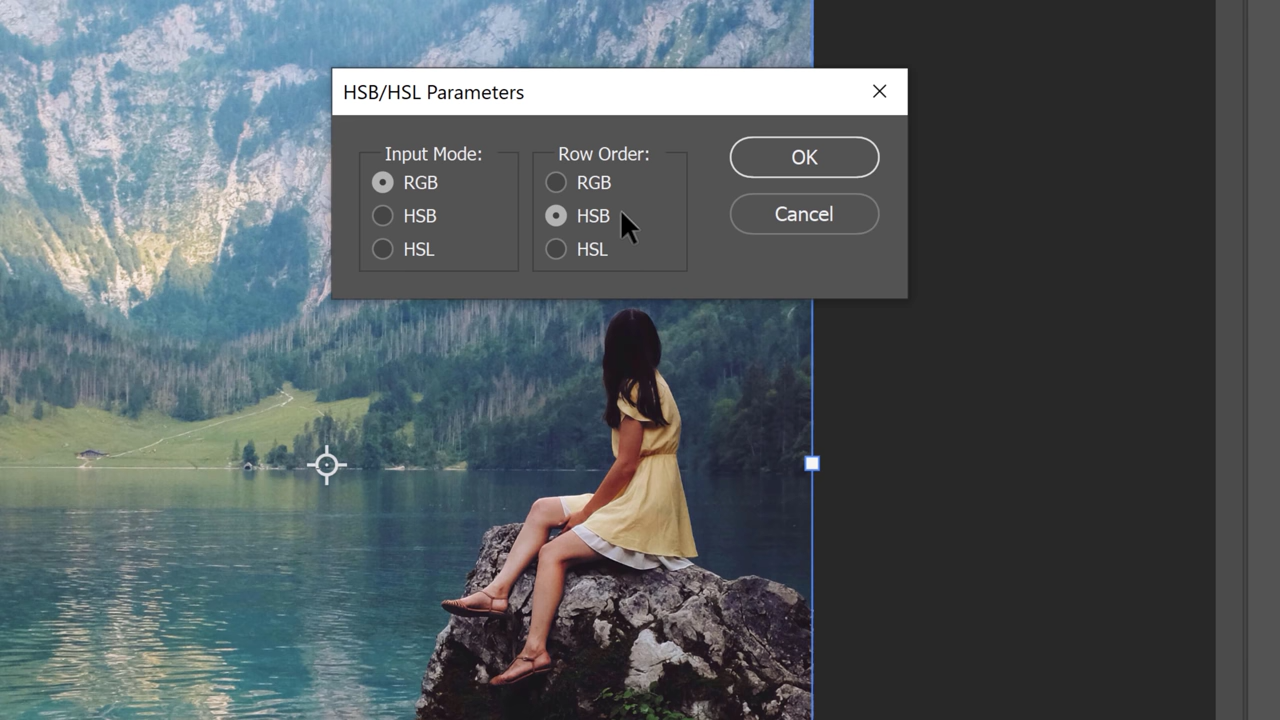 HSB/HSL Parameters
Input Mode:
RGB
HSB
HSL
Row Order:
RGB
HSB
HSL
OK
Cancel